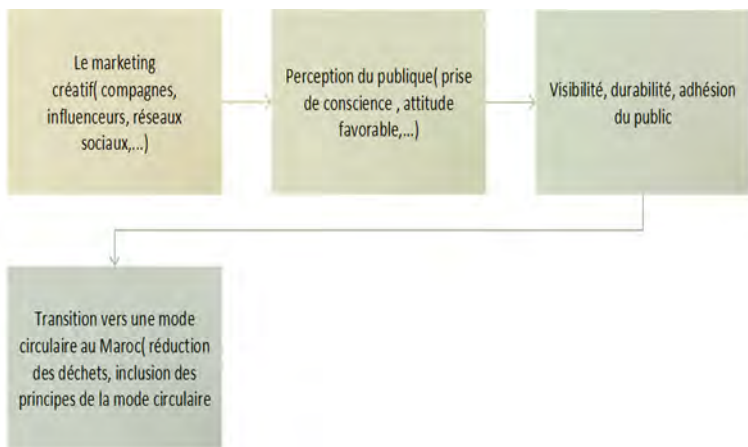 Le marketing
créatif( compagnes,
influenceurs, réseaux
sociaux,...)
Perception du publique( prise
de conscience , attitude
favorable,...)
Visibilité, durabilité, adhésion
du public
Transition vers une mode
circulaire au Maroc( réduction
des déchets, inclusion des
principes de la mode circulaire